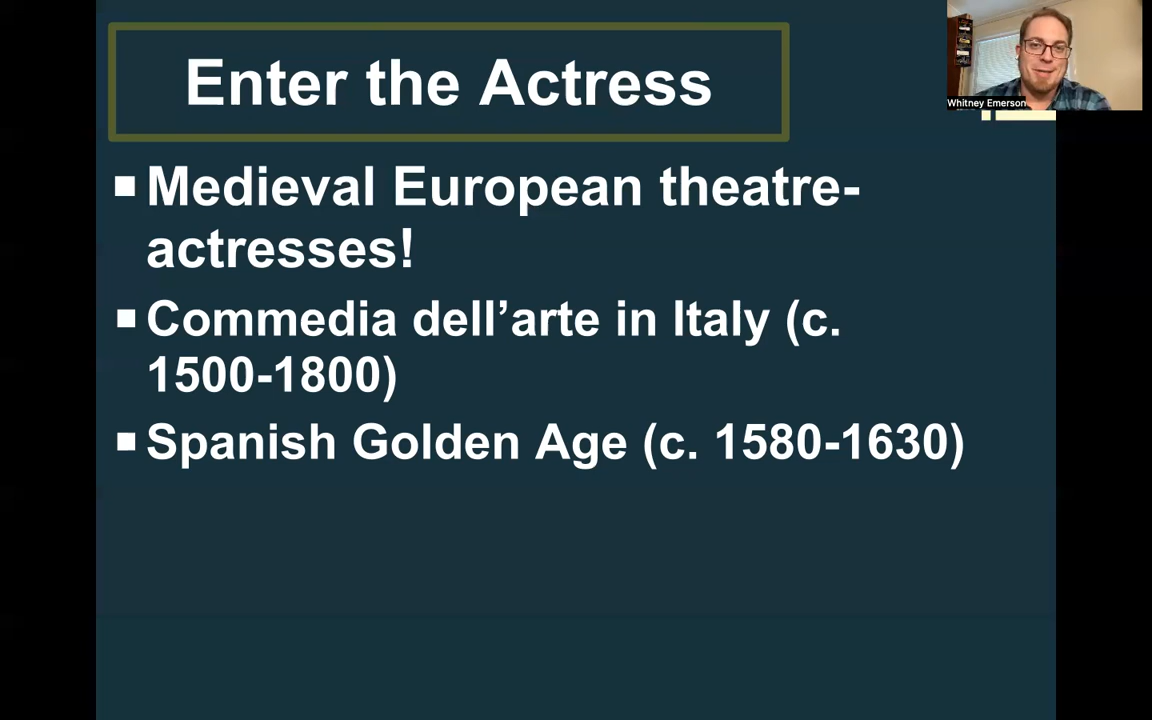 Enter the Actress
Whitney Emerson
▪ Medieval European theatre-
actresses!
▪ Commedia dell’arte in Italy (c.
1500-1800)
▪ Spanish Golden Age (c. 1580-1630)